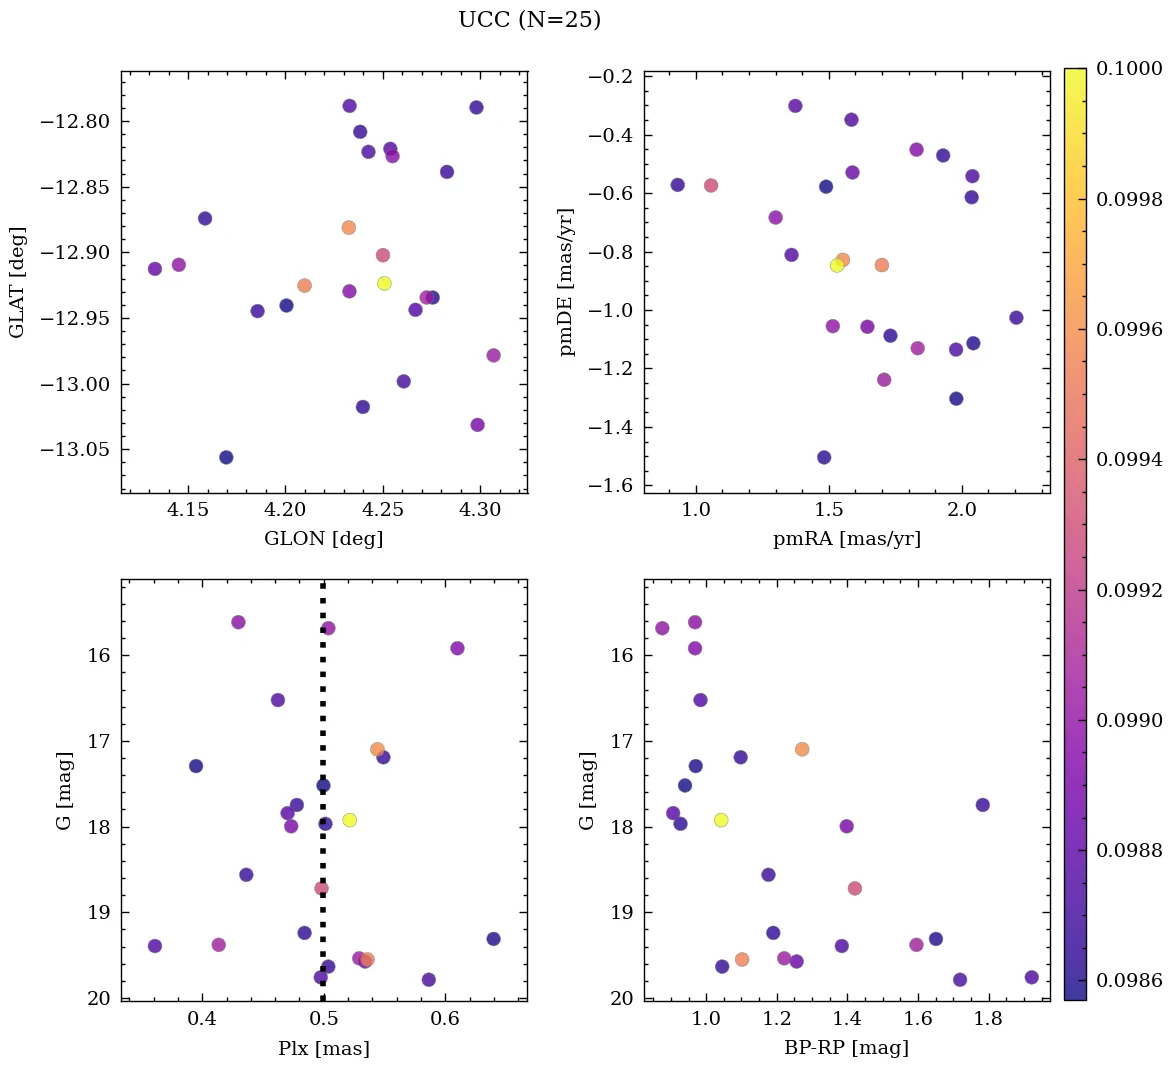 UCC (N=25)
−12.80
−12.85
−12.90
−12.95
−13.00
−13.05
GLAT [deg]
4.15 4.20 4.25 4.30
GLON [deg]
−0.2
−0.4
−0.6
−0.8
−1.0
−1.2
−1.4
−1.6
pmDE [mas/yr]
1.0 1.5 2.0
pmRA [mas/yr]
16
17
18
19
20
G [mag]
0.4 0.5 0.6
Plx [mas]
16
17
18
19
20
G [mag]
1.0 1.2 1.4 1.6 1.8
BP-RP [mag]
0.1000
0.0998
0.0996
0.0994
0.0992
0.0990
0.0988
0.0986